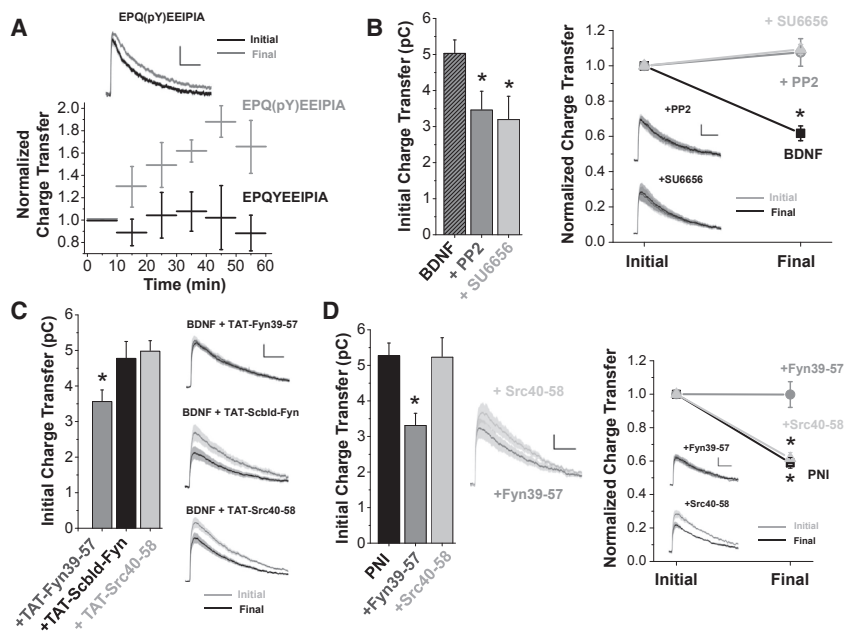 A
EPQ(pY)EEIPIA
Initial
Final
Normalized
Charge Transfer
2.0
1.8
1.6
1.4
1.2
1.0
0.8
EPQ(pY)EEIPIA
EPQYEEIPIA
0 10 20 30 40 50 60
Time (min)
B
Initial Charge Transfer (pC)
6
5
4
3
2
1
0
* *
BDNF
+ PP2
+ SU6656
Normalized Charge Transfer
1.2
1.0
0.8
0.6
0.4
0.2
0.0
+ SU6656
+ PP2
*
BDNF
+PP2
+SU6656
Initial
Final
Initial Final
C
Initial Charge Transfer (pC)
6
5
4
3
2
1
0
*
+TAT-Fyn39-57
+TAT-Scbld-Fyn
+ TAT-Src40-58
BDNF + TAT-Fyn39-57
BDNF + TAT-Scbld-Fyn
BDNF + TAT-Src40-58
Initial
Final
D
Initial Charge Transfer (pC)
6
5
4
3
2
1
0
*
PNI
+Fyn39-57
+Src40-58
+ Src40-58
+Fyn39-57
Normalized Charge Transfer
1.2
1.0
0.8
0.6
0.4
0.2
0.0
+Fyn39-57
+Src40-58
*
PNI
*
+Fyn39-57
+Src40-58
Initial
Final
Initial Final